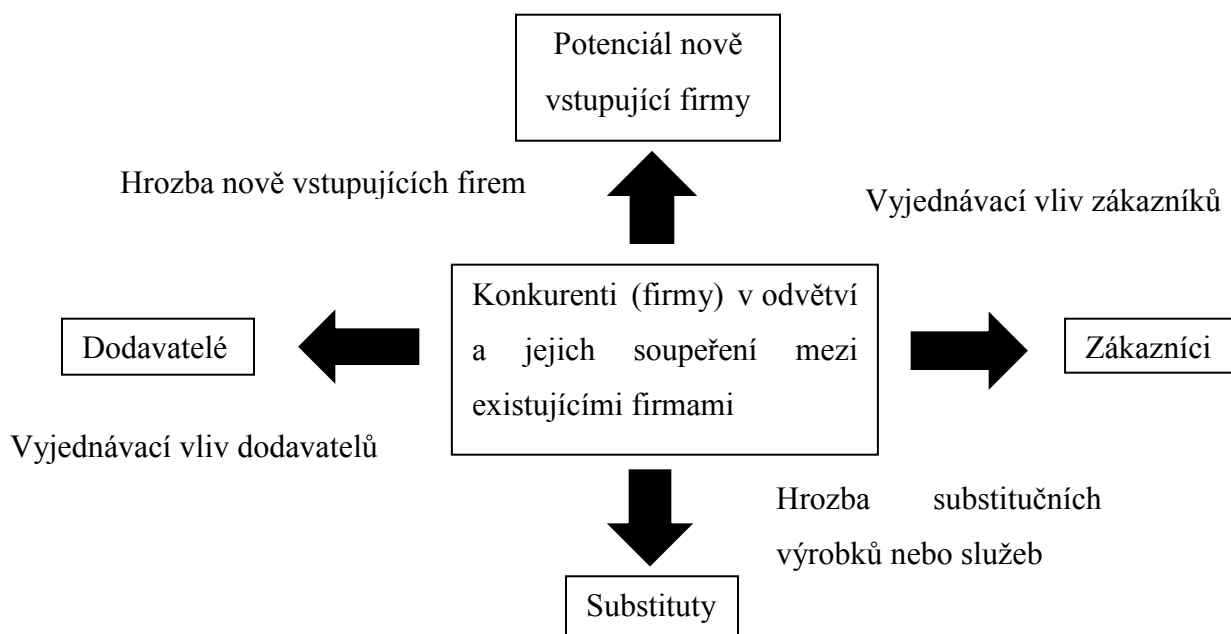 Potenciál nově
vstupující firmy
Hrozba nově vstupujících firem
Vyjednávací vliv zákazníků
Konkurenti (firmy) v odvětví
a jejich soupeření mezi
existujícími firmami
Dodavatelé
Zákazníci
Vyjednávací vliv dodavatelů
Hrozba substitučních
výrobků nebo služeb
Substituty